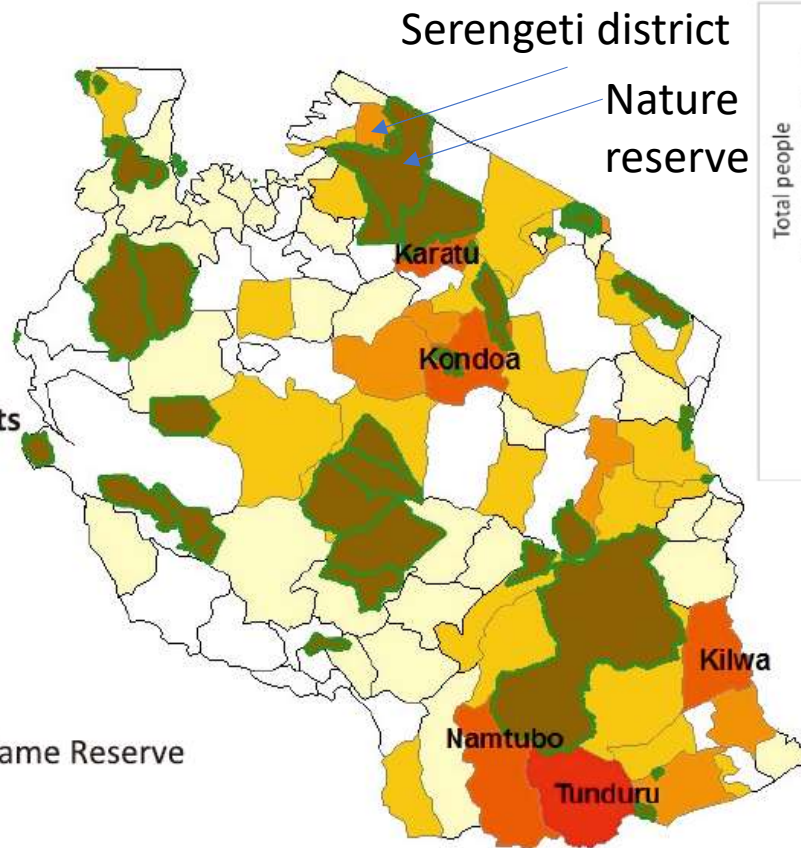 Serengeti district
Nature
reserve
Total people
Karatu
Kondoa
ts
Kilwa
Namtubo
ame Reserve
Tunduru